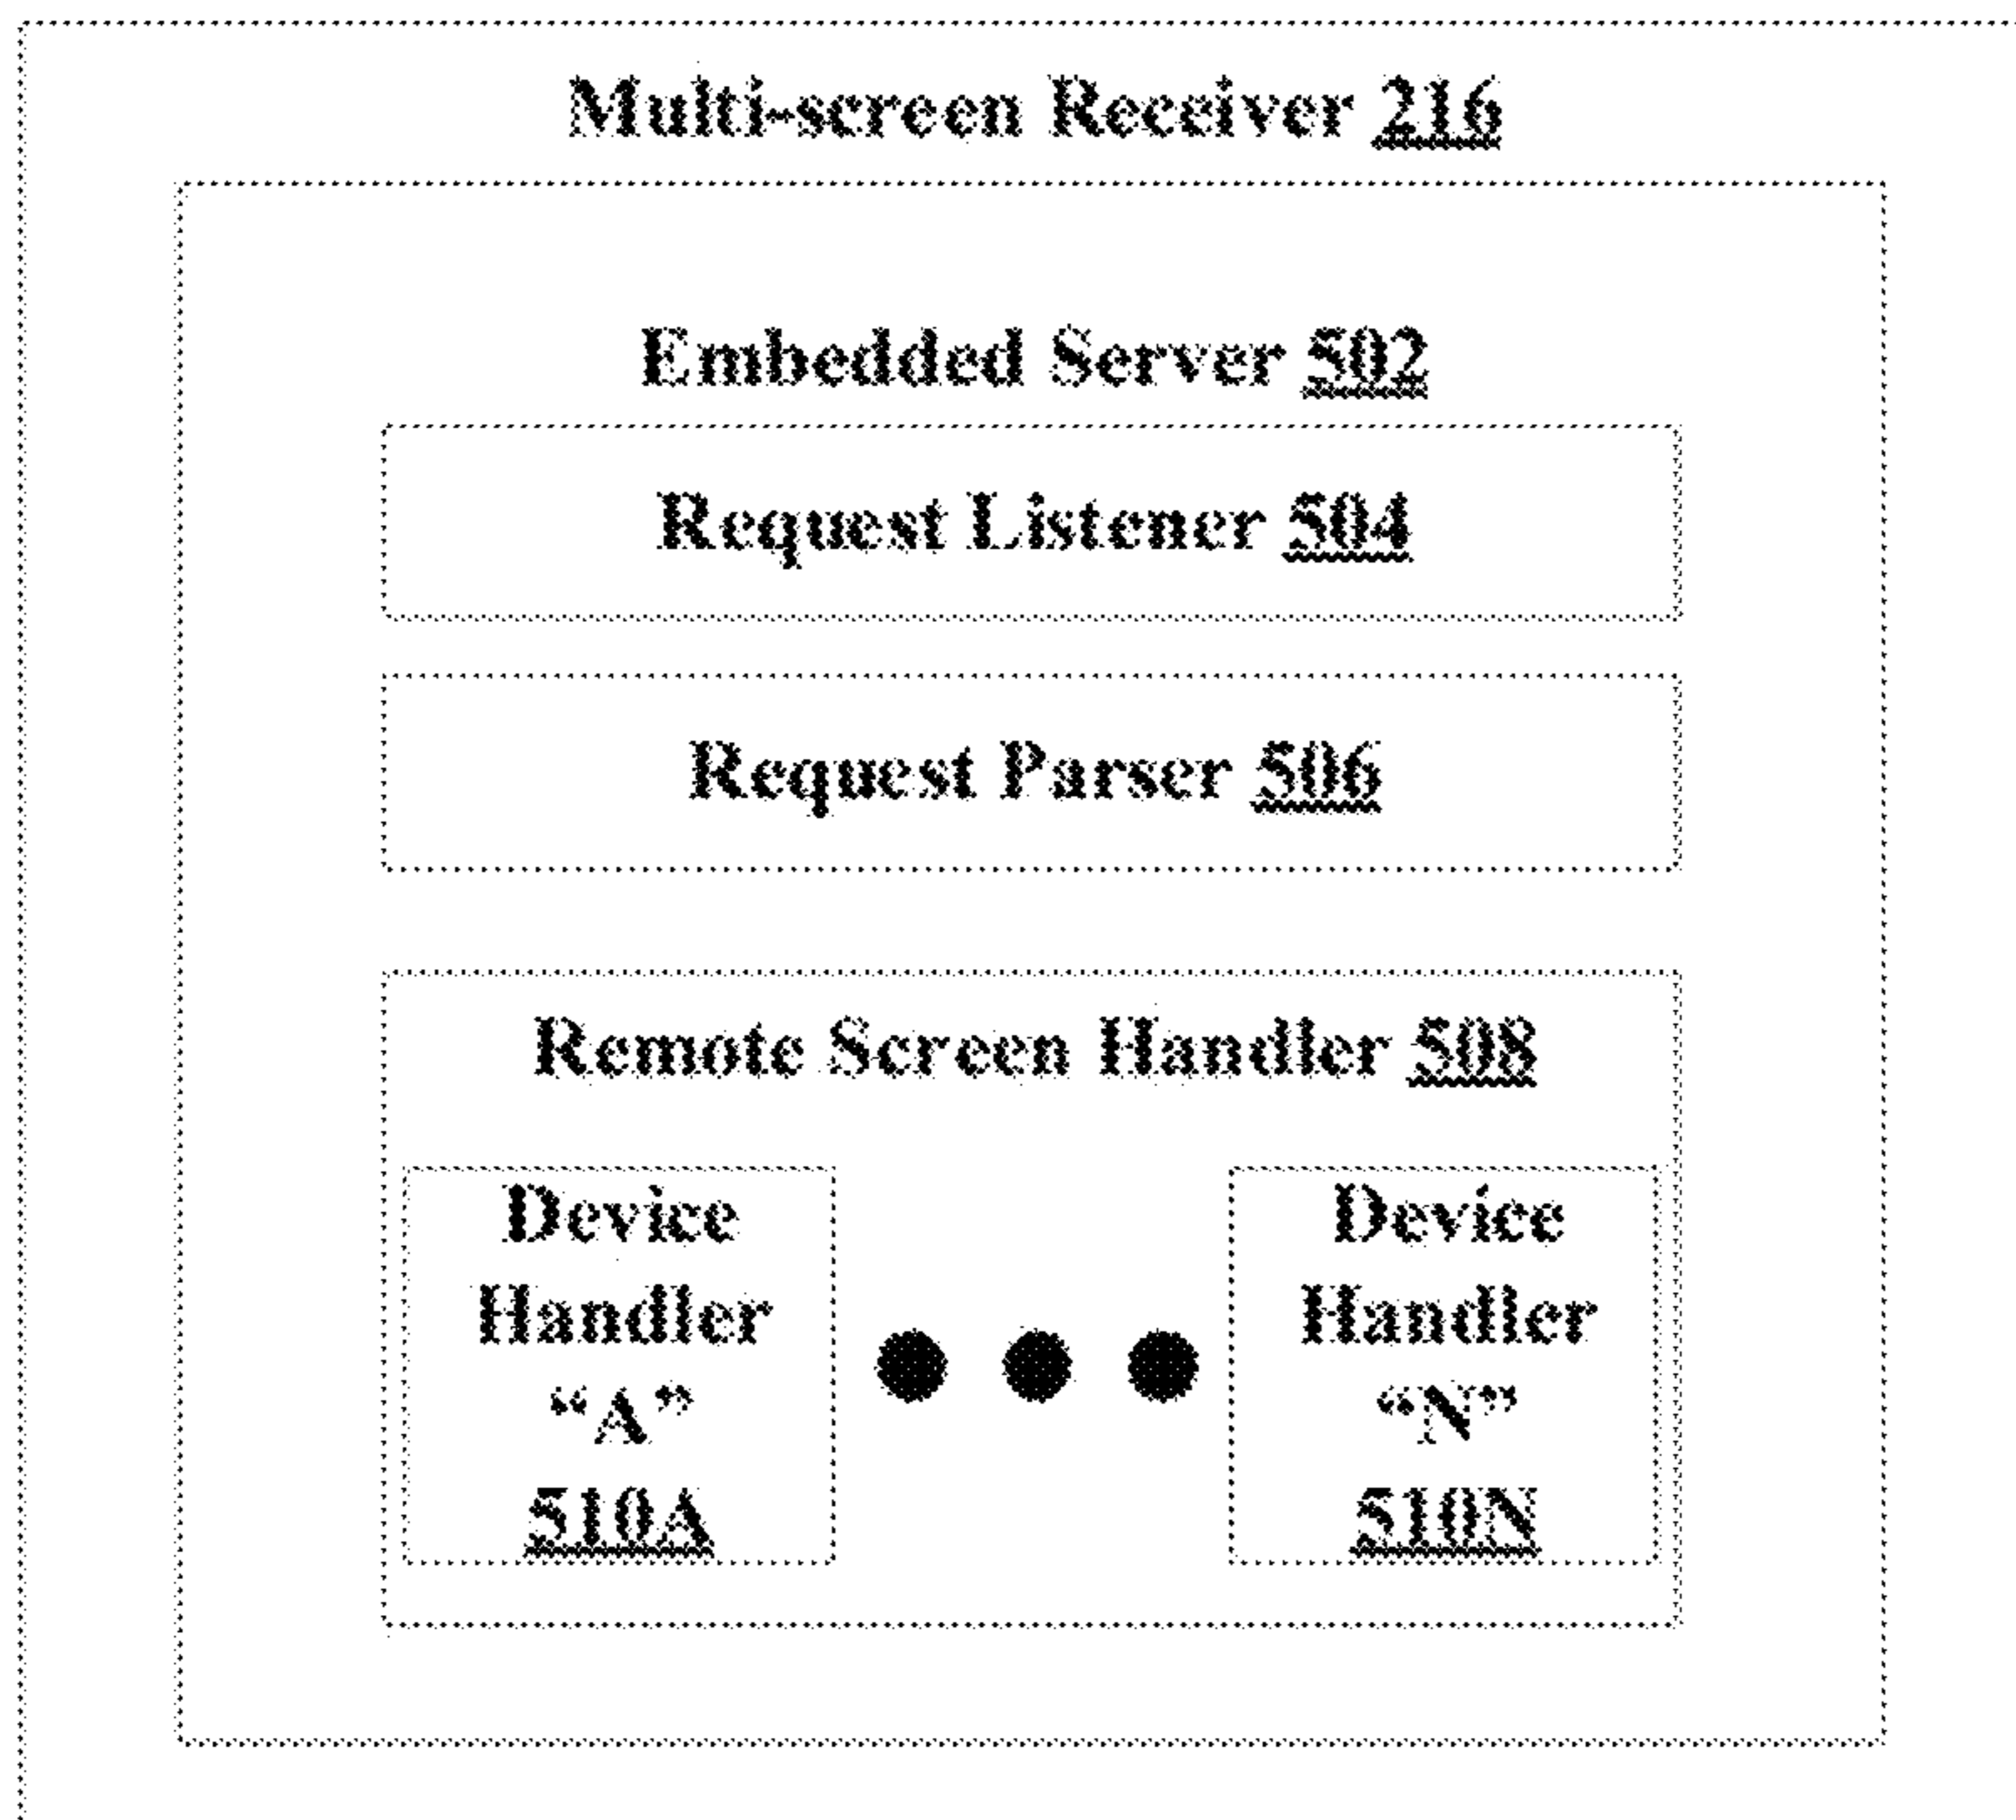 Multi-screen Receiver 216
Embedded Server 502
Request Listener 504
Request Parser 506
Remote Screen Handler 508
Device
Handler
“A”
510A
Device
Handler
“N”
510N